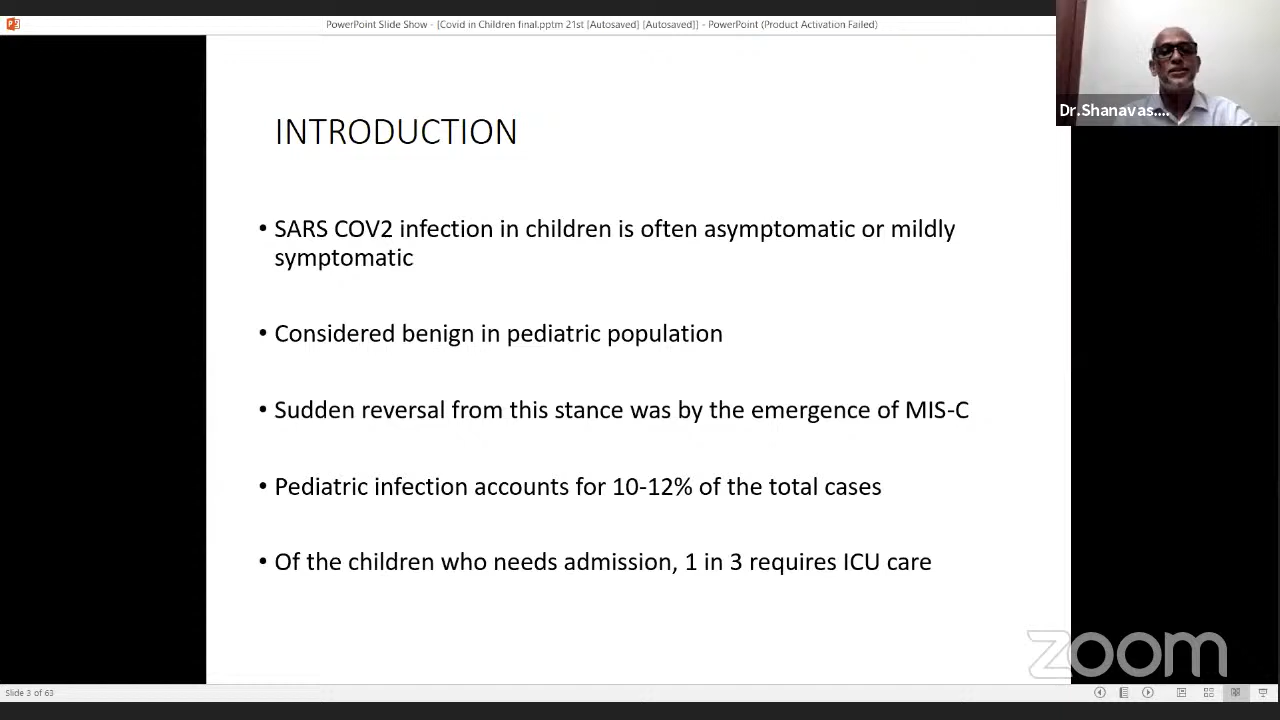 PowerPoint Slide Show - [Covid in Children final.pptm 21st [Autosaved] [Autosaved]] - PowerPoint (Product Activation Failed)
Dr.Shanavas....
INTRODUCTION
• SARS COV2 infection in children is often asymptomatic or mildly
symptomatic
• Considered benign in pediatric population
• Sudden reversal from this stance was by the emergence of MIS-C
• Pediatric infection accounts for 10-12% of the total cases
• Of the children who needs admission, 1 in 3 requires ICU care
zoom
Slide 3 of 63